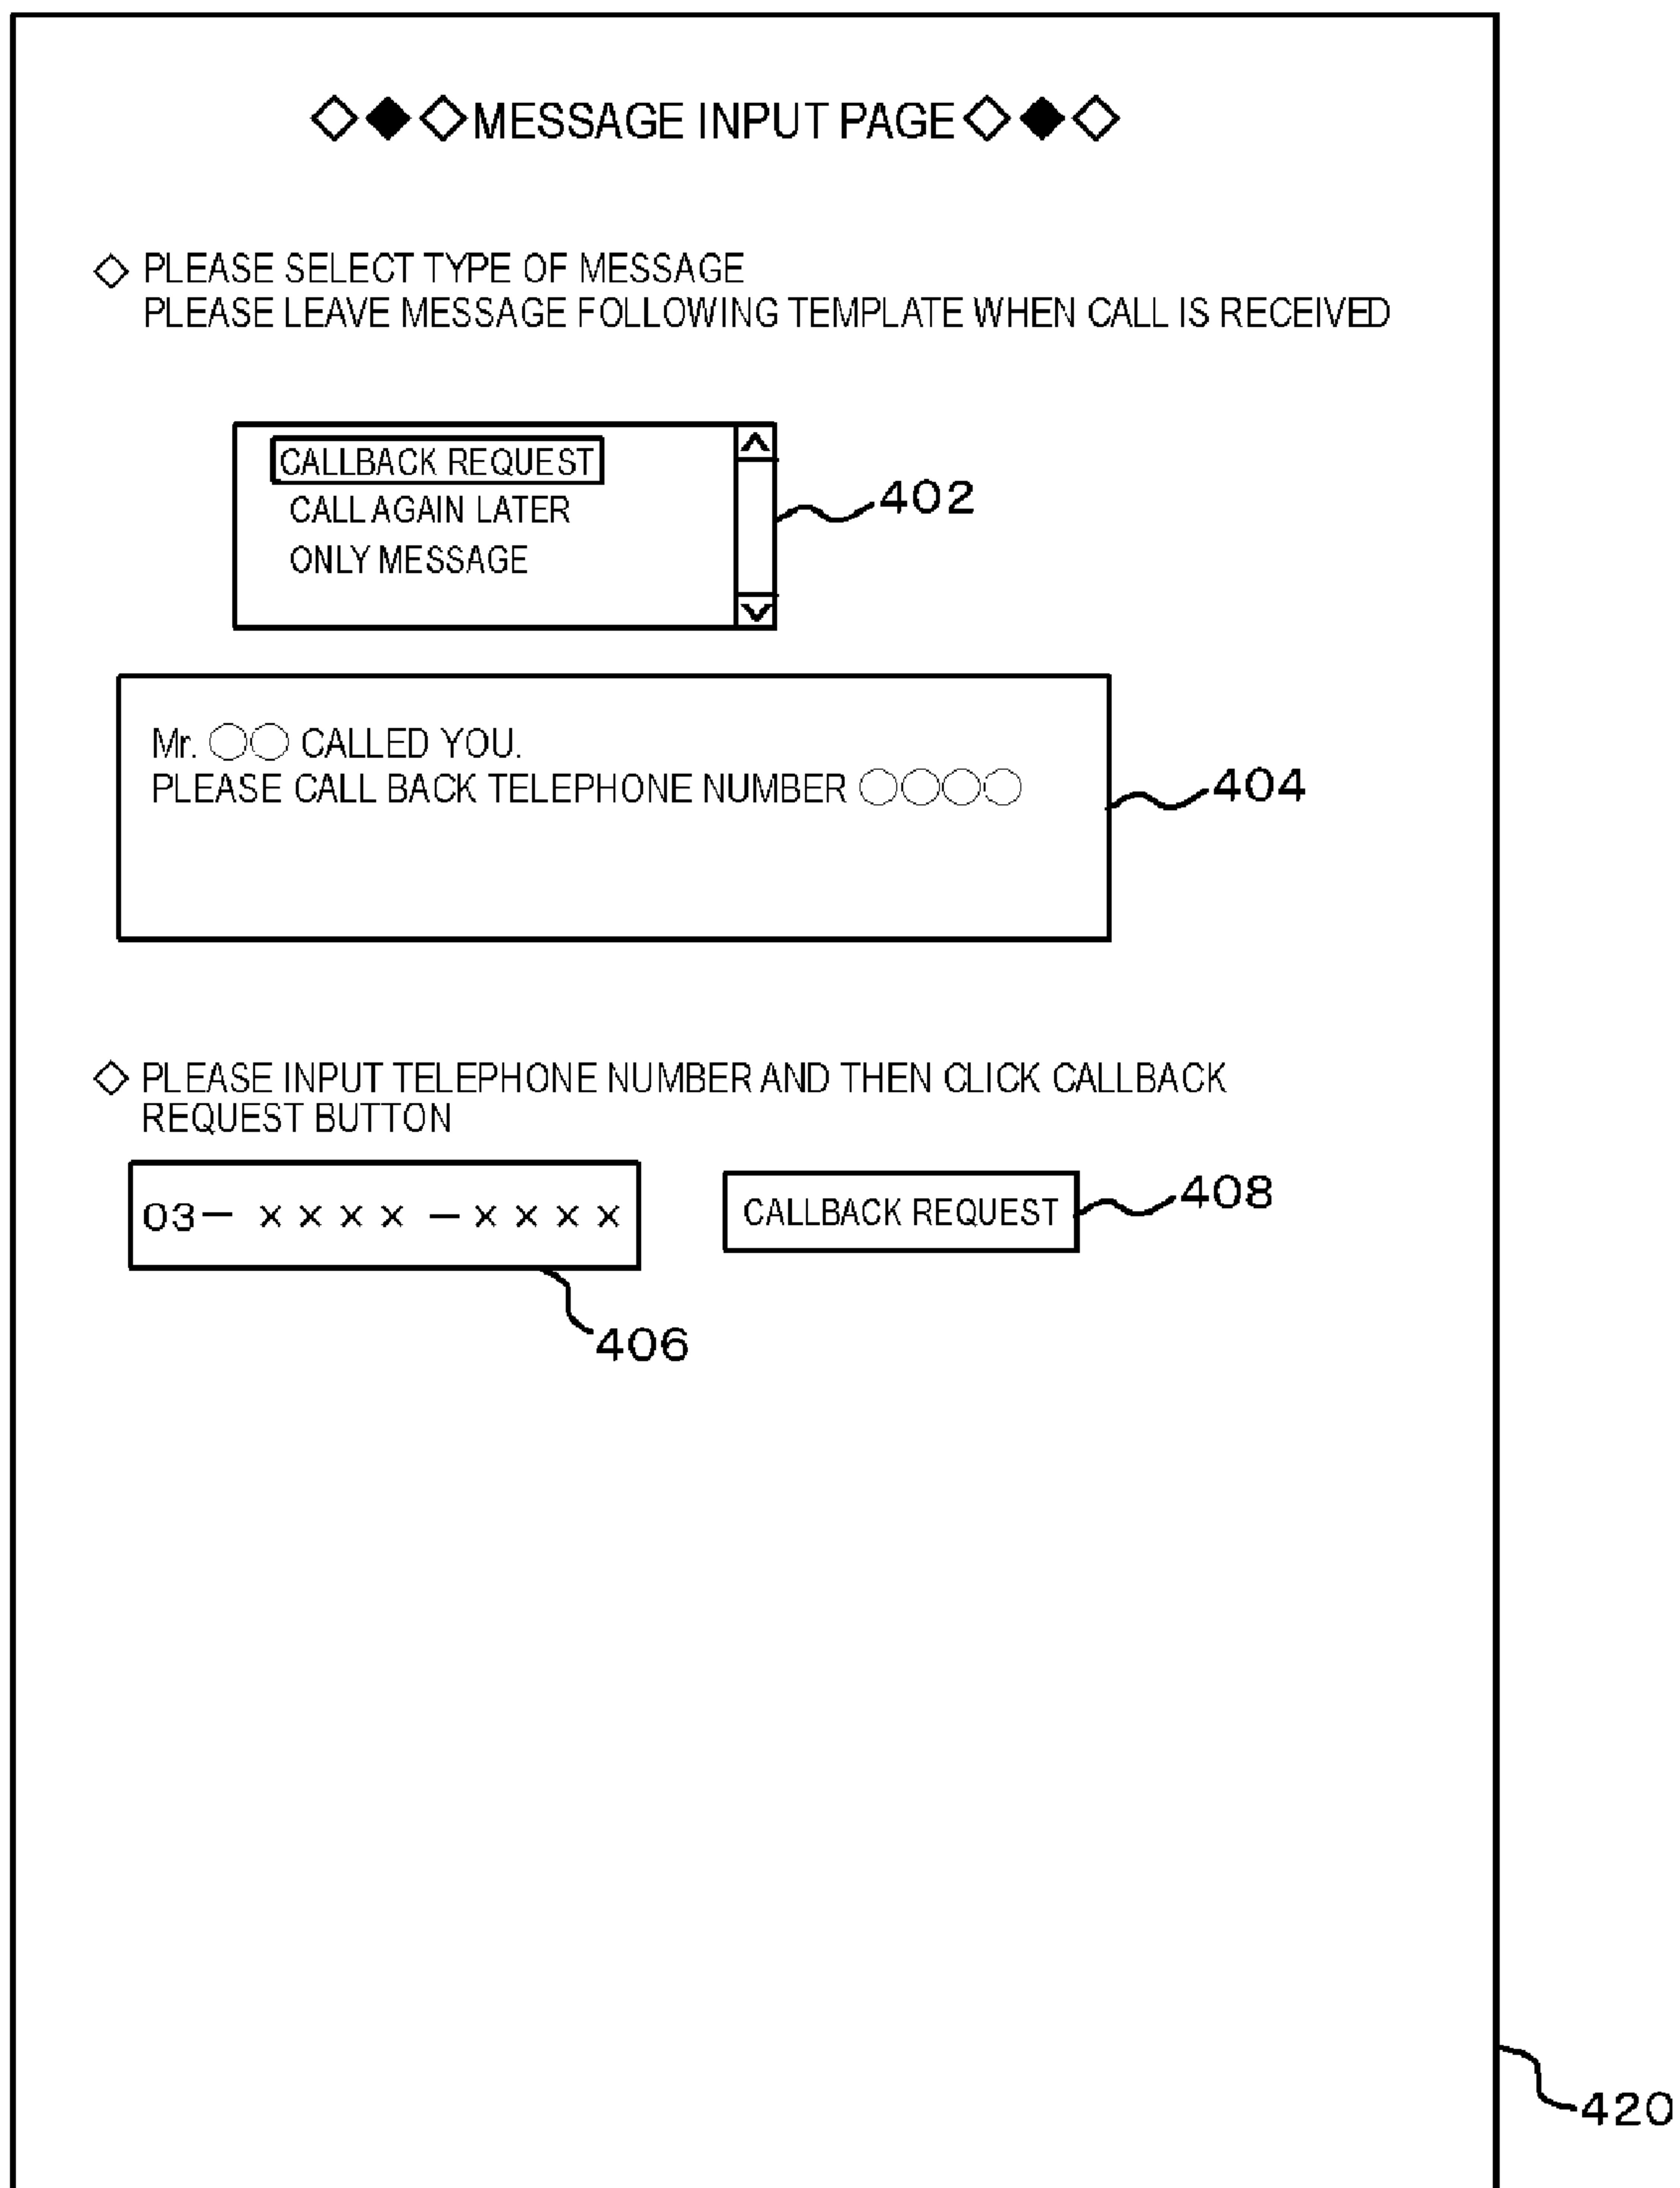 ◇◆◇MESSAGE INPUT PAGE◇◆◇
◇ PLEASE SELECT TYPE OF MESSAGE
PLEASE LEAVE MESSAGE FOLLOWING TEMPLATE WHEN CALL IS RECEIVED
CALLBACK REQUEST
CALL AGAIN LATER
402
ONLY MESSAGE
Mr. ○○ CALLED YOU.
PLEASE CALL BACK TELEPHONE NUMBER ○○○○
404
◇ PLEASE INPUT TELEPHONE NUMBER AND THEN CLICK CALLBACK
REQUEST BUTTON
03− ×××× −××××
CALLBACK REQUEST
408
406
420